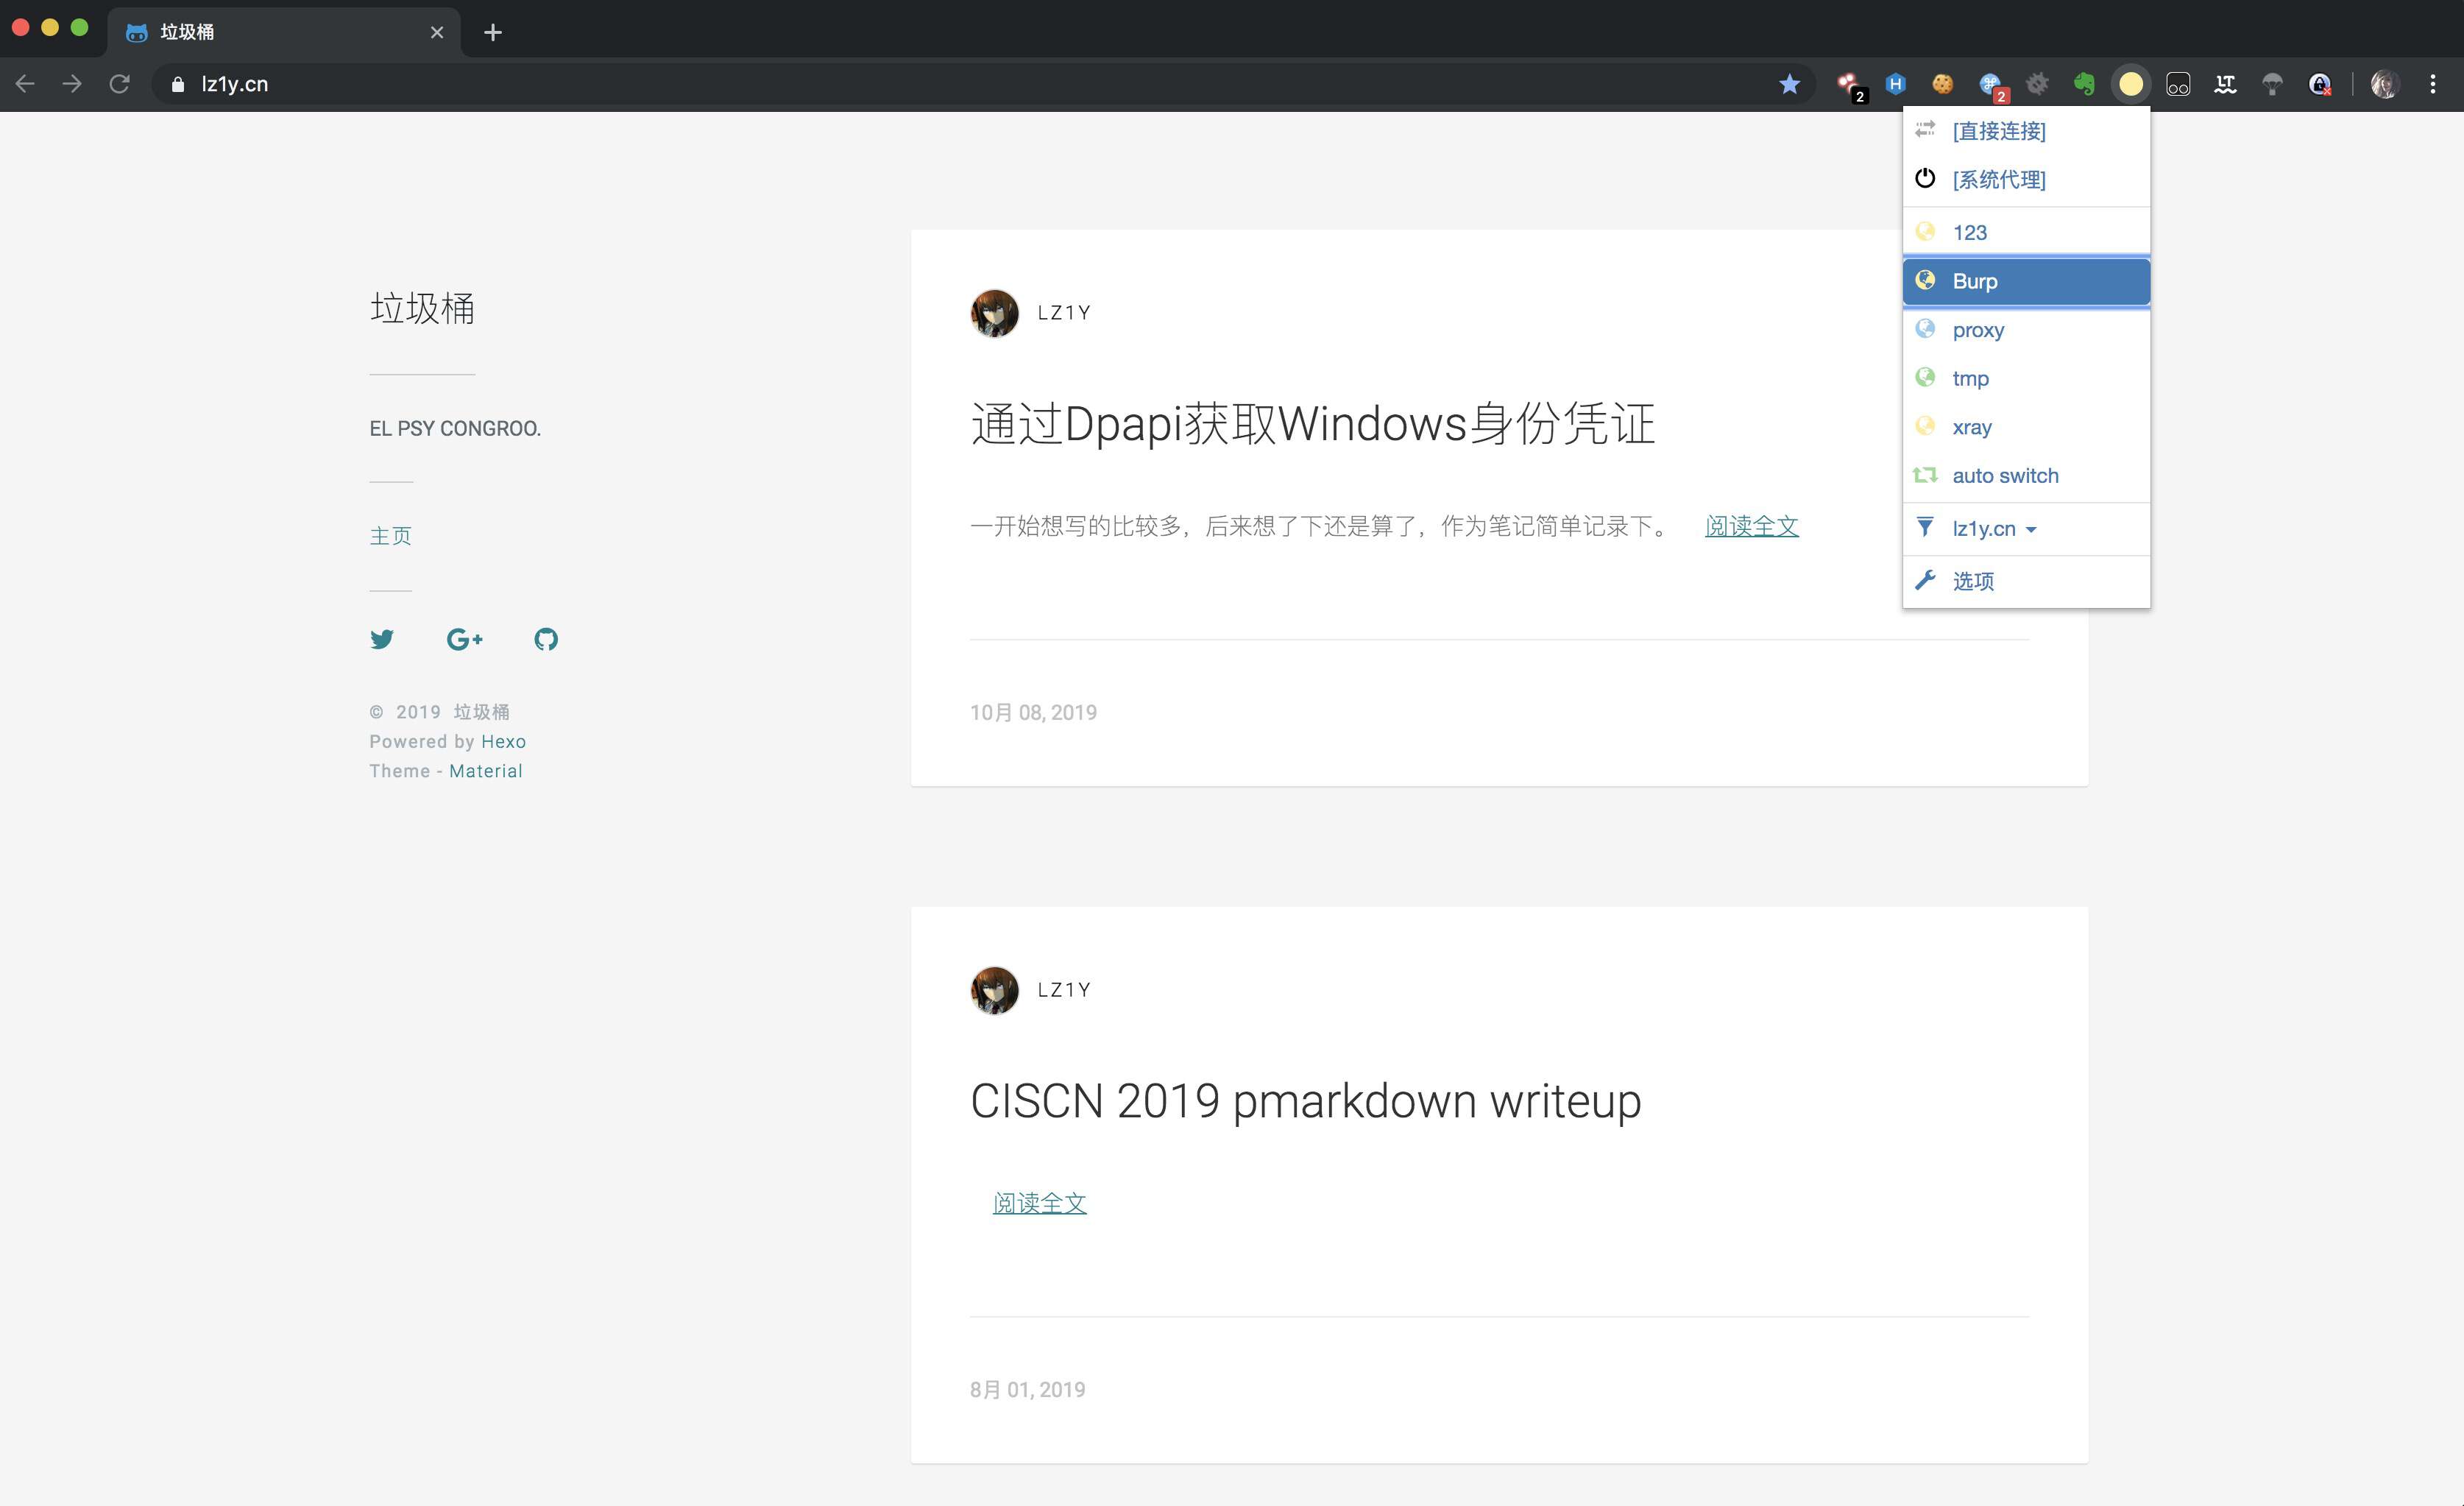 垃圾桶
lz1y.cn
2
H
2
LT
[直接连接]
[系统代理]
123
Burp
proxy
tmp
xray
auto switch
lz1y.cn
选项
垃圾桶
EL PSY CONGROO.
主页
G+
© 2019 垃圾桶
Powered by Hexo
Theme - Material
LZ1Y
通过Dpapi获取Windows身份凭证
一开始想写的比较多，后来想了下还是算了，作为笔记简单记录下。 阅读全文
10月 08, 2019
LZ1Y
CISCN 2019 pmarkdown writeup
阅读全文
8月 01, 2019